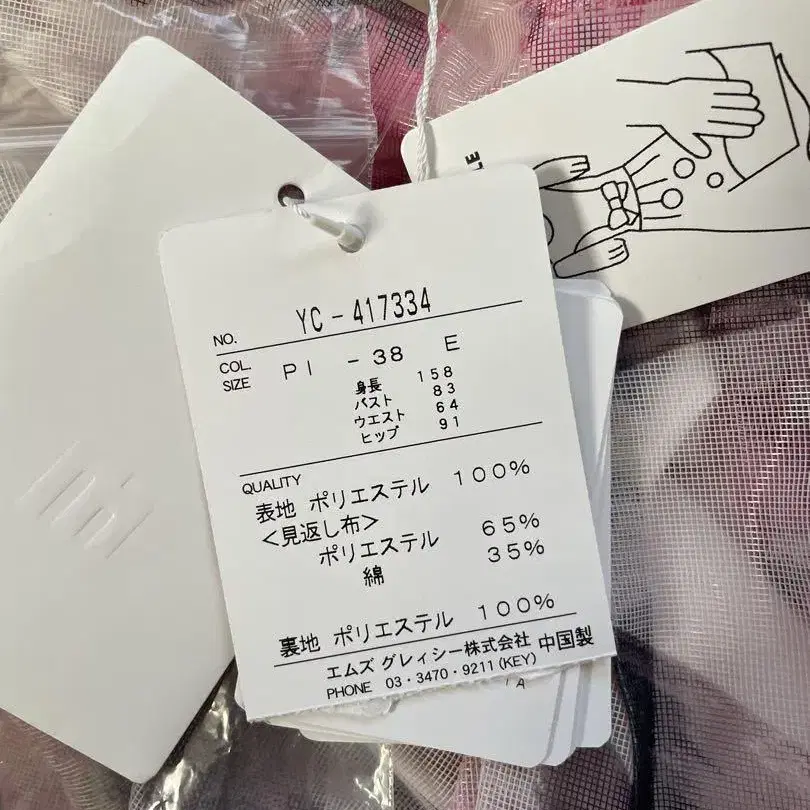 LE
NO. YC-417334
COL. PI -38 E
SIZE
身長 158
バスト 83
ウエスト 64
ヒップ 91
QUALITY
表地 ポリエステル 100%
<見返し布>
ポリエステル 65%
綿 35%
裏地 ポリエステル 100%
エムズ グレィシー株式会社 中国製
PHONE 03・3470・9211(KEY)
A